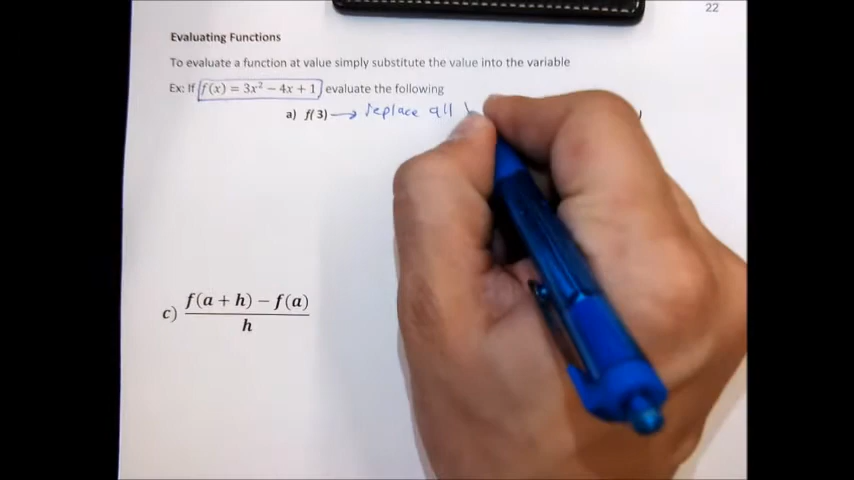 22
Evaluating Functions
To evaluate a function at value simply substitute the value into the variable
Ex: If f(x) = 3x² − 4x + 1 evaluate the following
a) f(3) → replace all
c) f(a + h) − f(a)
h